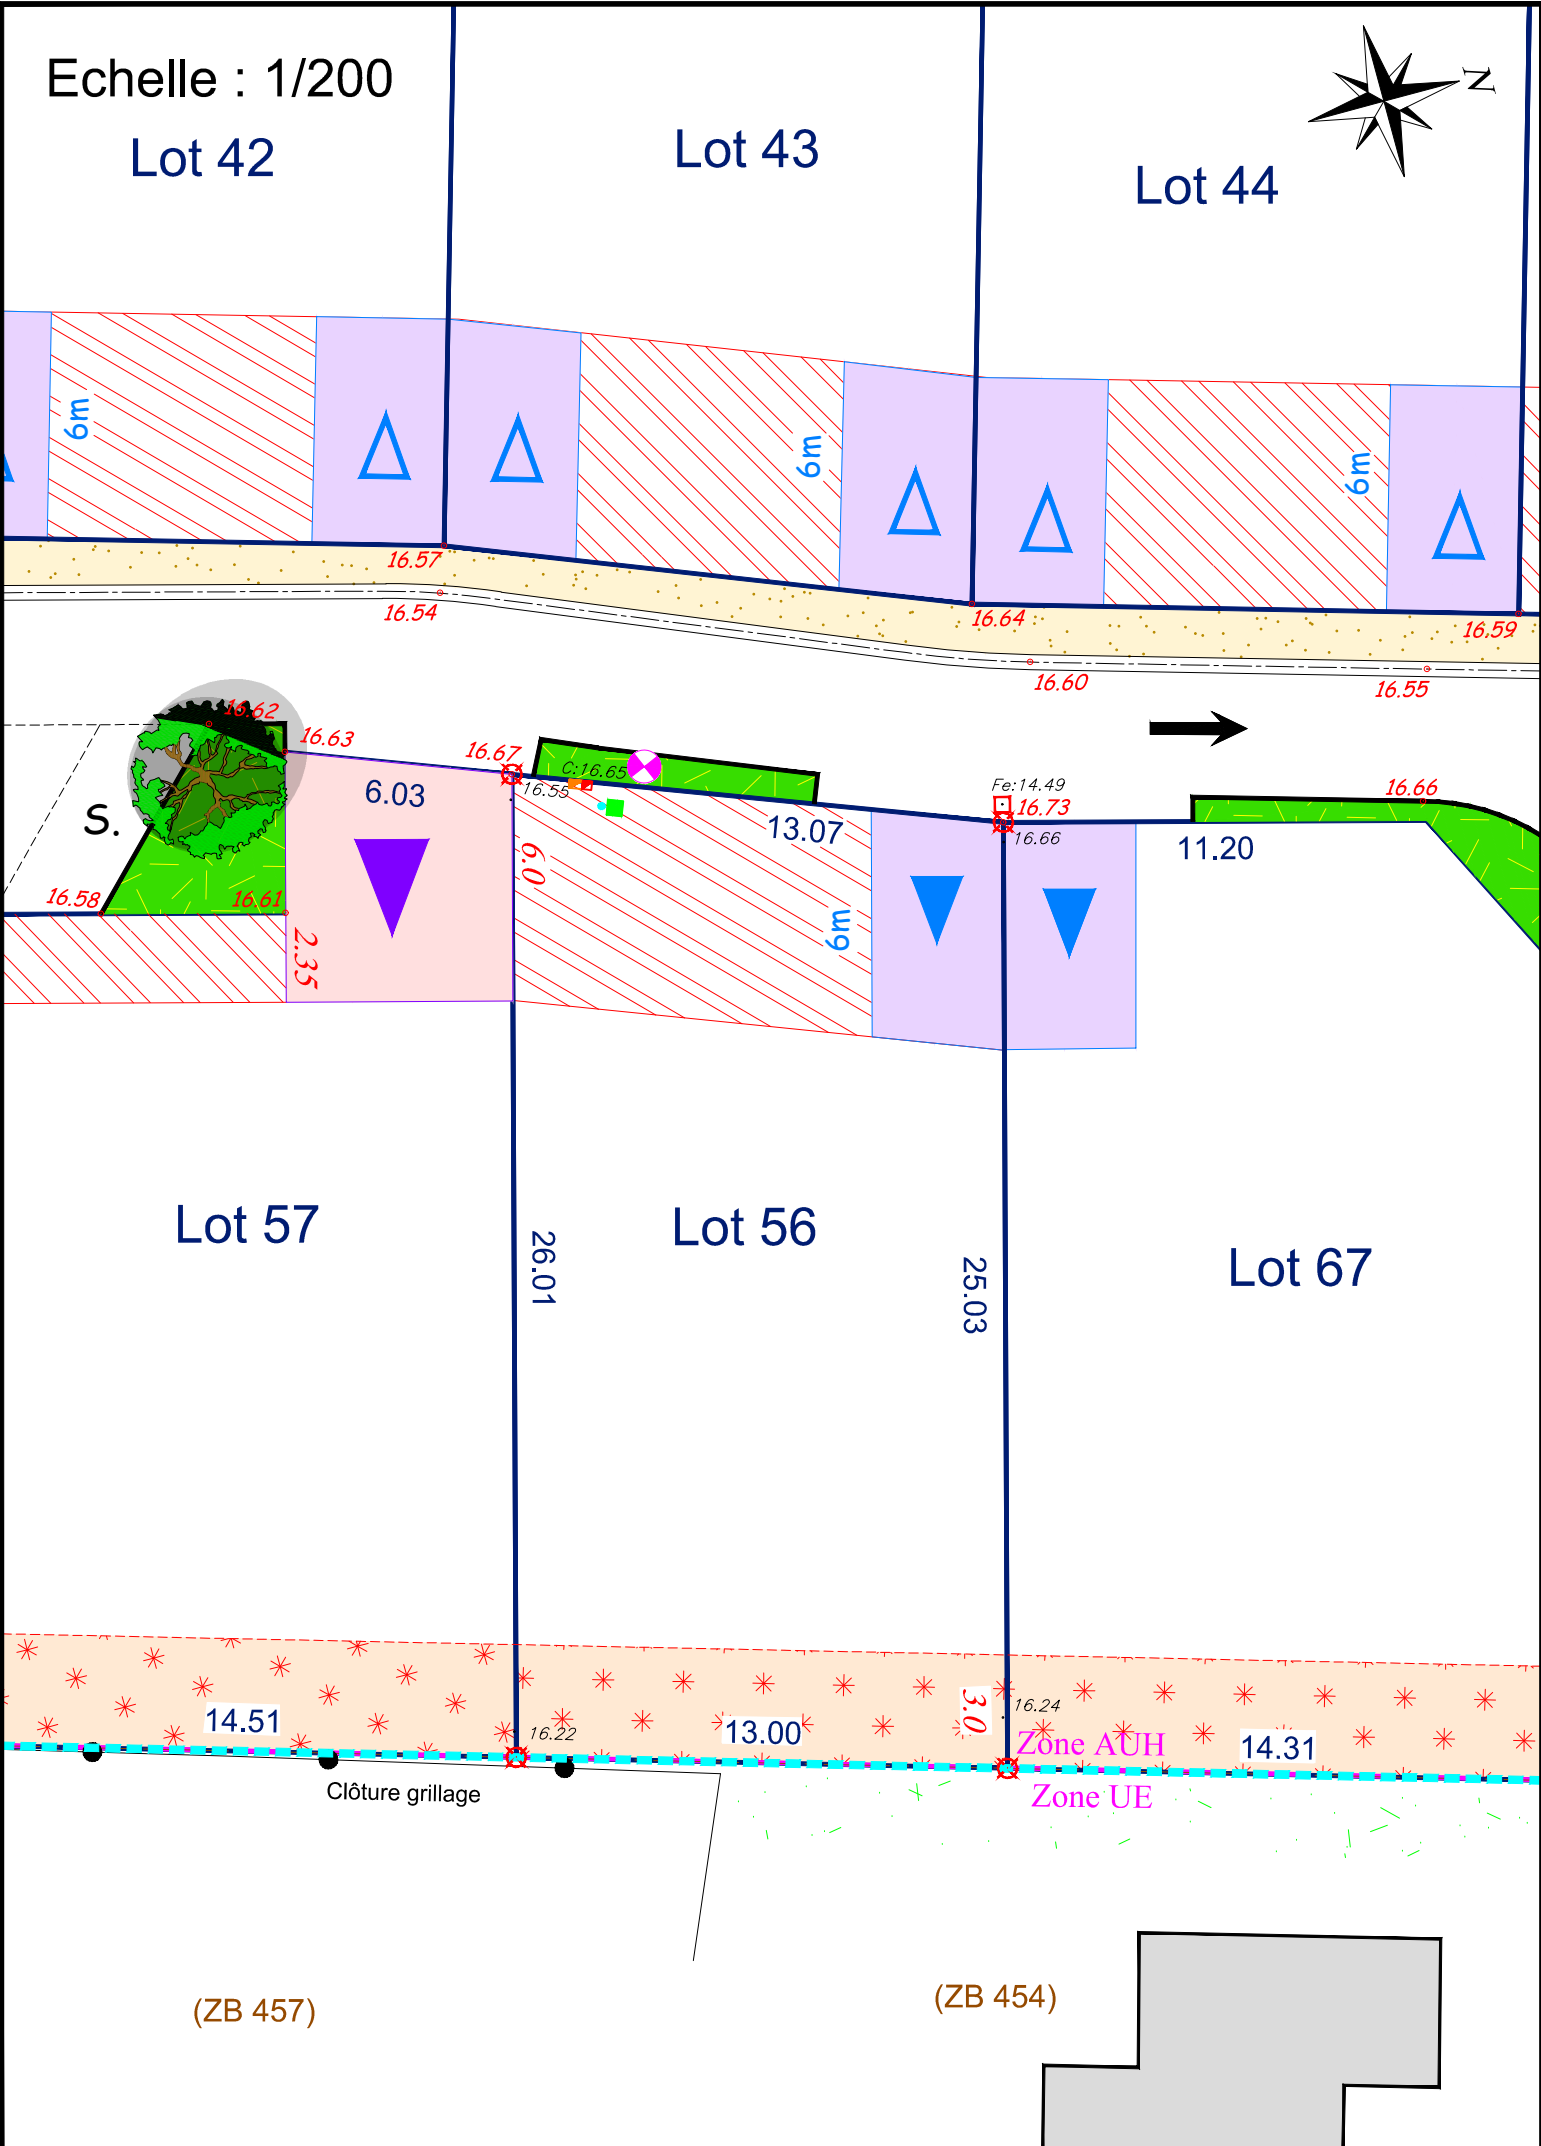 Echelle : 1/200
N
Lot 42
Lot 43
Lot 44
6m
6m
6m
16.57
16.54
16.64
16.59
16.60
16.55
16.62
16.63
16.67
C:16.65
16.55
Fe:14.49
16.73
16.66
16.66
6.03
13.07
11.20
S.
6.0
16.58
16.61
2.35
6m
Lot 57
Lot 56
Lot 67
26.01
25.03
14.51
16.22
13.00
3.0
16.24
Zone AUH
14.31
Zone UE
Clôture grillage
(ZB 457)
(ZB 454)